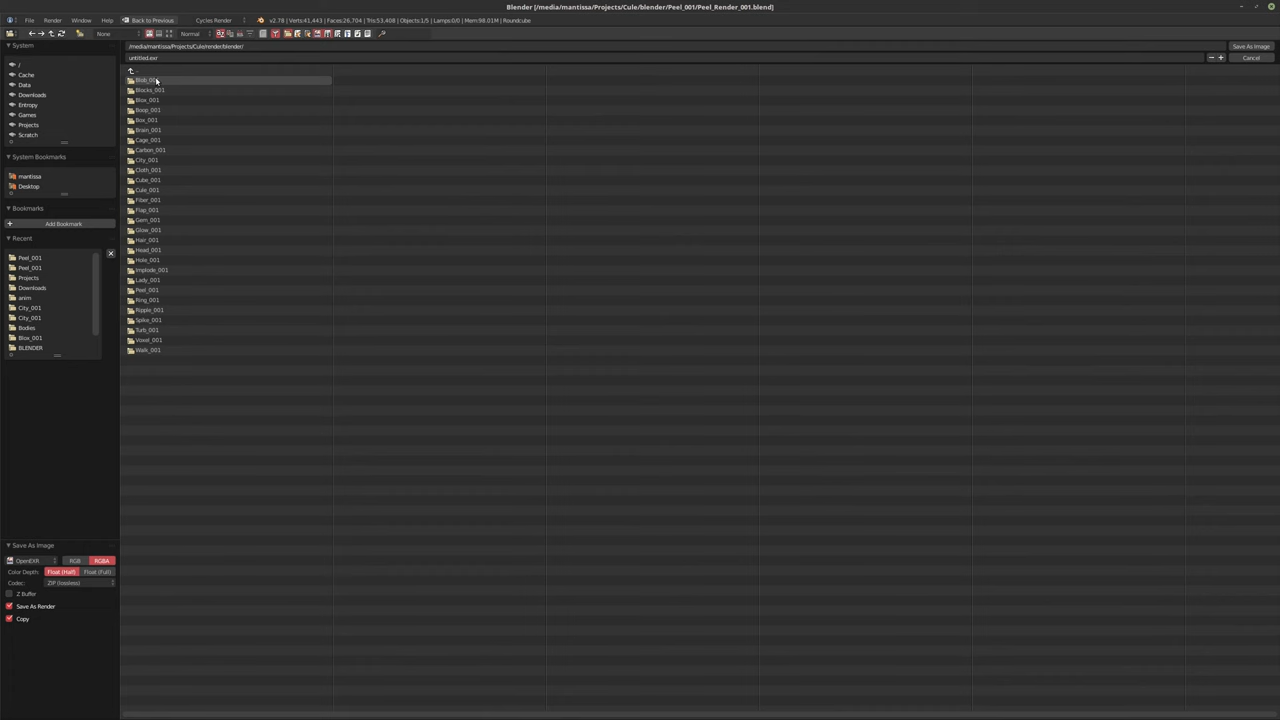 Blender [/media/mantissa/Projects/Cule/blender/Peel_001/Peel_Render_001.blend]
File Render Window Help Back to Previous Cycles Render v2.78 | Verts:41,443 | Faces:26,704 | Tris:53,408 | Objects:1/5 | Lamps:0/0 | Mem:98.01M | Roundcube
None Normal
System
/media/mantissa/Projects/Cule/render/blender/
Save As Image
untitled.exr
Cancel
/
Cache
Data
Downloads
Entropy
Games
Projects
Scratch
System Bookmarks
mantissa
Desktop
Bookmarks
Add Bookmark
Recent
Peel_001
Peel_001
Projects
Downloads
anim
City_001
City_001
Bodies
Blox_001
BLENDER
..
Blob_001
Blocks_001
Blox_001
Boop_001
Box_001
Brain_001
Cage_001
Carbon_001
City_001
Cloth_001
Cube_001
Cule_001
Fiber_001
Flap_001
Gem_001
Glow_001
Hair_001
Head_001
Hole_001
Implode_001
Lady_001
Peel_001
Ring_001
Ripple_001
Spike_001
Turb_001
Voxel_001
Walk_001
Save As Image
OpenEXR RGB RGBA
Color Depth: Float (Half) Float (Full)
Codec: ZIP (lossless)
Z Buffer
Save As Render
Copy